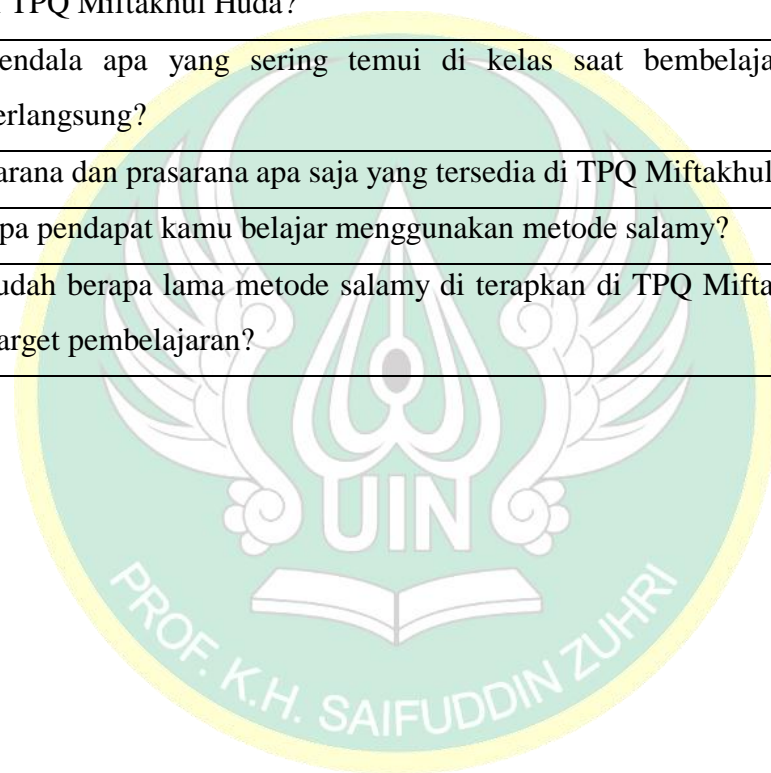 TPQ Miftakhul Huda?
endala apa yang sering temui di kelas saat bembelaja
erlangsung?
arana dan prasarana apa saja yang tersedia di TPQ Miftakhul
pa pendapat kamu belajar menggunakan metode salamy?
udah berapa lama metode salamy di terapkan di TPQ Mifta
arget pembelajaran?
UIN
PROF. K.H. SAIFUDDIN ZUHRI